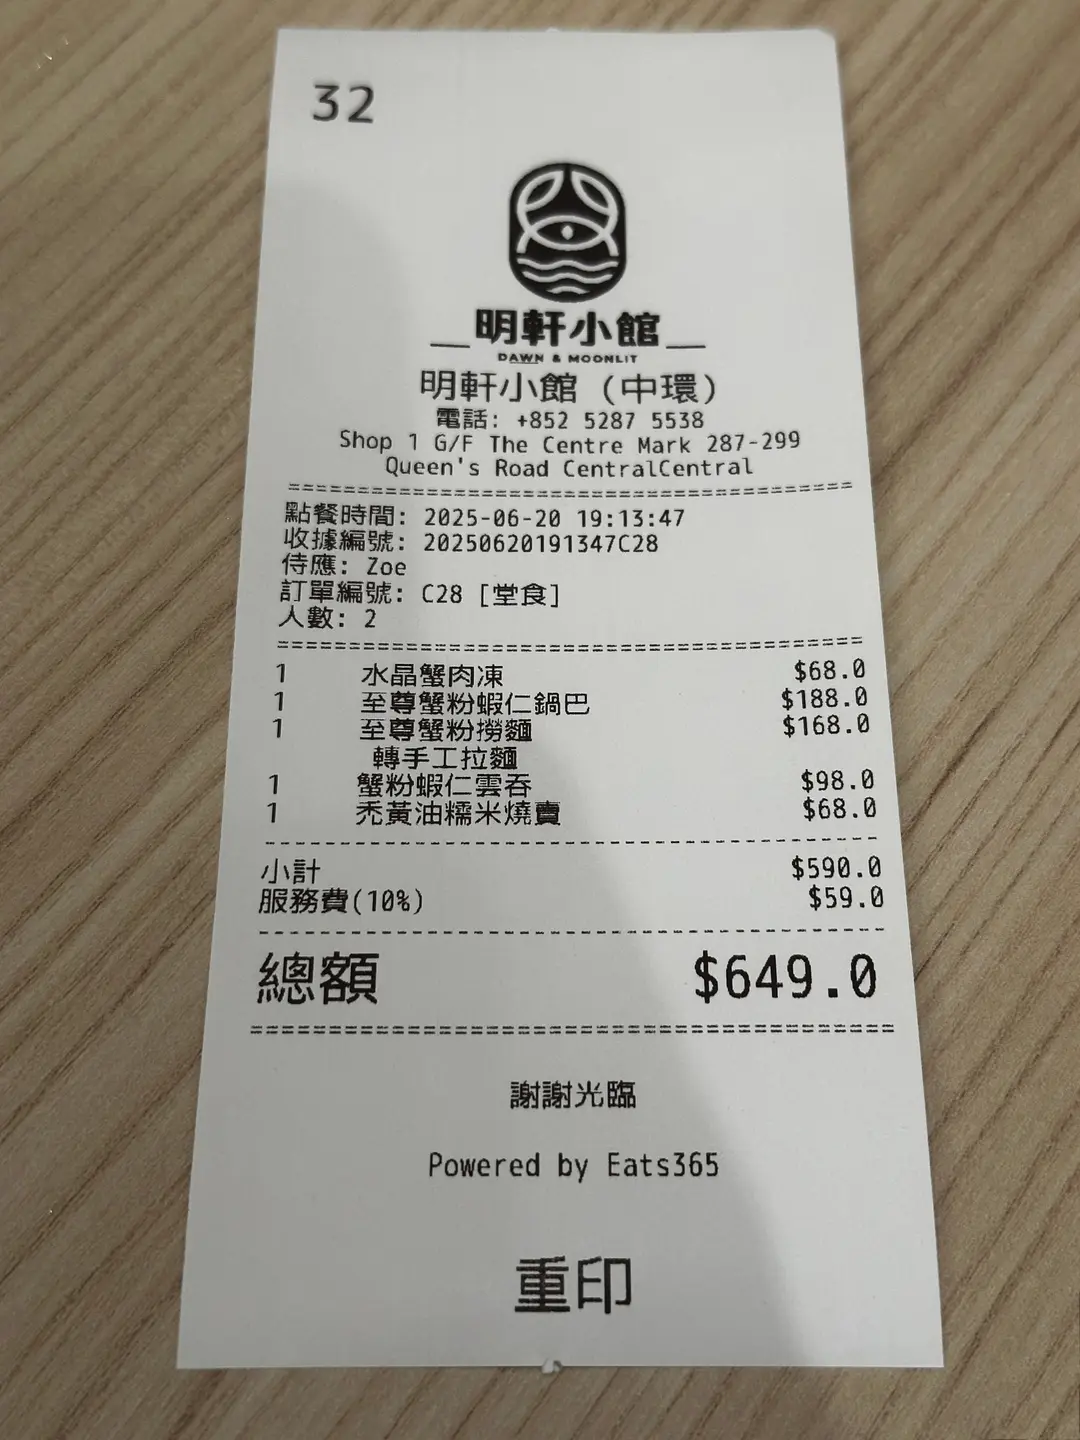 32
明軒小館
DAWN & MOONLIT
明軒小館 (中環)
電話: +852 5287 5538
Shop 1 G/F The Centre Mark 287-299
Queen's Road CentralCentral
點餐時間: 2025-06-20 19:13:47
收據編號: 20250620191347C28
侍應: Zoe
訂單編號: C28 [堂食]
人數: 2
1 水晶蟹肉凍 $68.0
1 至尊蟹粉蝦仁鍋巴 $188.0
1 至尊蟹粉撈麵 $168.0
轉手工拉麵
1 蟹粉蝦仁雲吞 $98.0
1 禿黃油糯米燒賣 $68.0
小計 $590.0
服務費(10%) $59.0
總額 $649.0
謝謝光臨
Powered by Eats365
重印